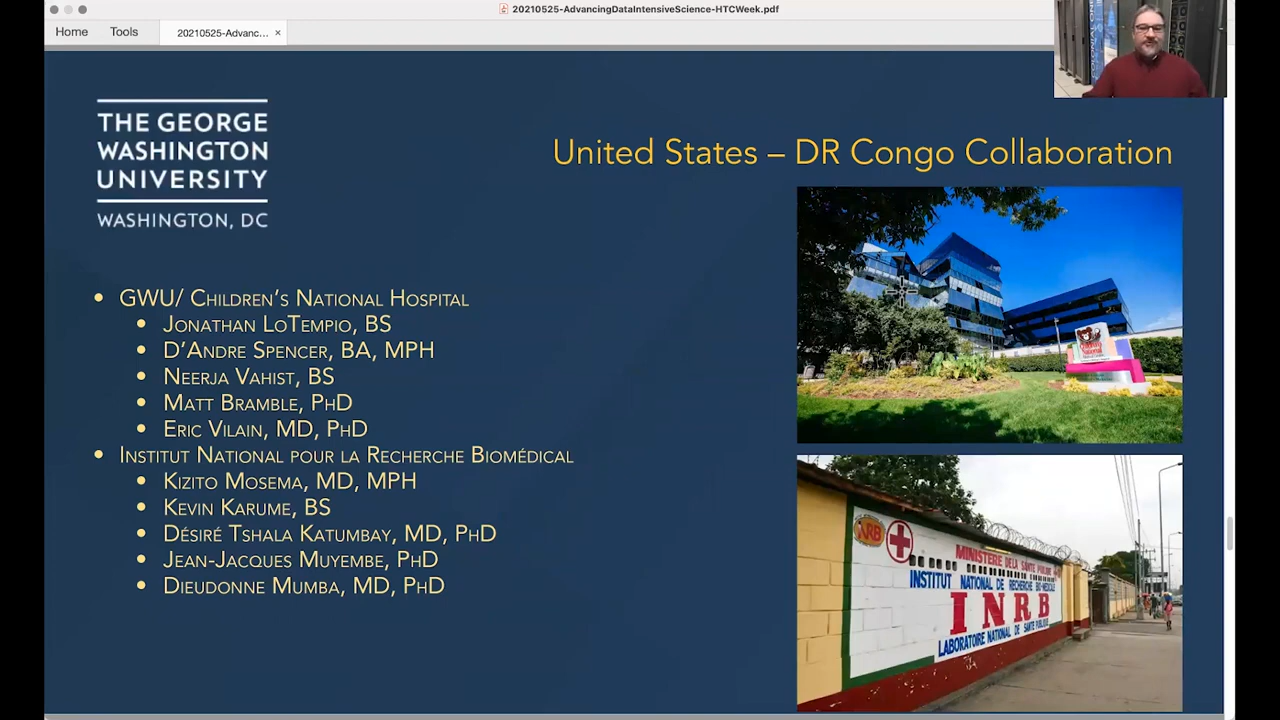 20210525-AdvancingDataIntensiveScience-HTCWeek.pdf
Home Tools 20210525-Advanc... ×
COLONIAL ONE
THE GEORGE
WASHINGTON
UNIVERSITY
WASHINGTON, DC
United States – DR Congo Collaboration
• GWU/ Children's National Hospital
• Jonathan LoTempio, BS
• D'Andre Spencer, BA, MPH
• Neerja Vahist, BS
• Matt Bramble, PhD
• Eric Vilain, MD, PhD
• Institut National pour la Recherche Biomédical
• Kizito Mosema, MD, MPH
• Kevin Karume, BS
• Désiré Tshala Katumbay, MD, PhD
• Jean-Jacques Muyembe, PhD
• Dieudonne Mumba, MD, PhD
INRB
MINISTERE DE LA SANTE PUBLIQUE
INSTITUT NATIONAL DE RECHERCHE BIO-MEDICALE
INRB
LABORATOIRE NATIONAL DE SANTE PUBLIQUE